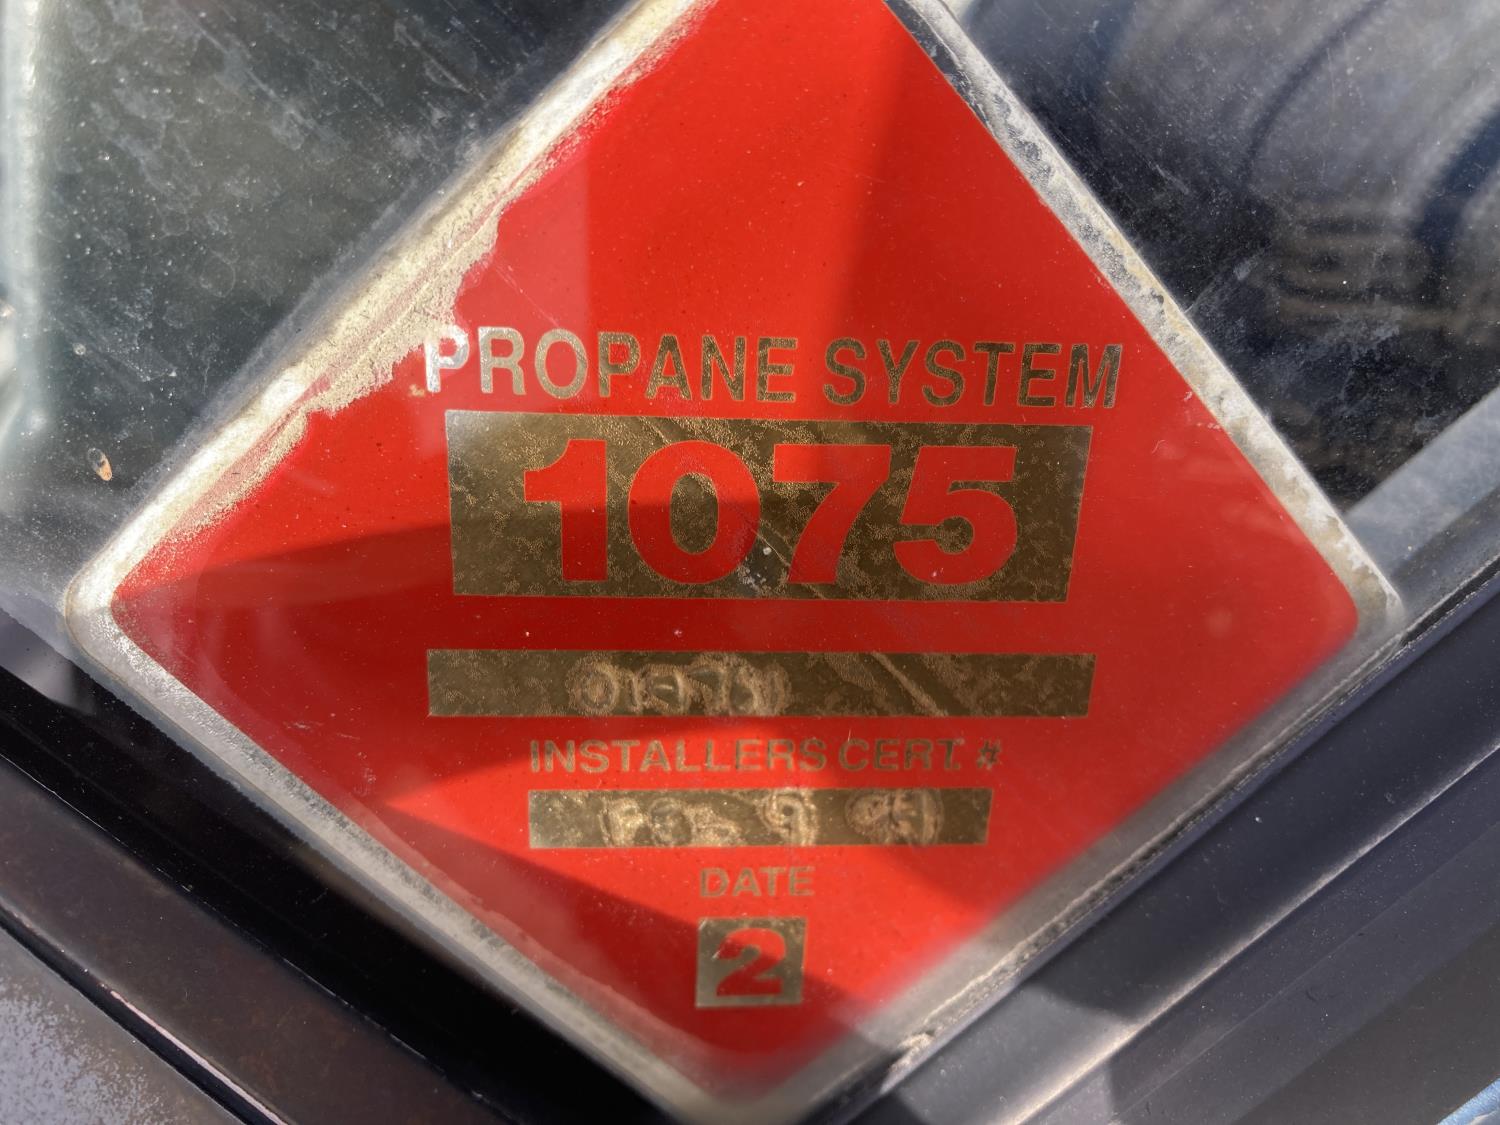 PROPANE SYSTEM
1075
INSTALLERS CERT. #
DATE
2